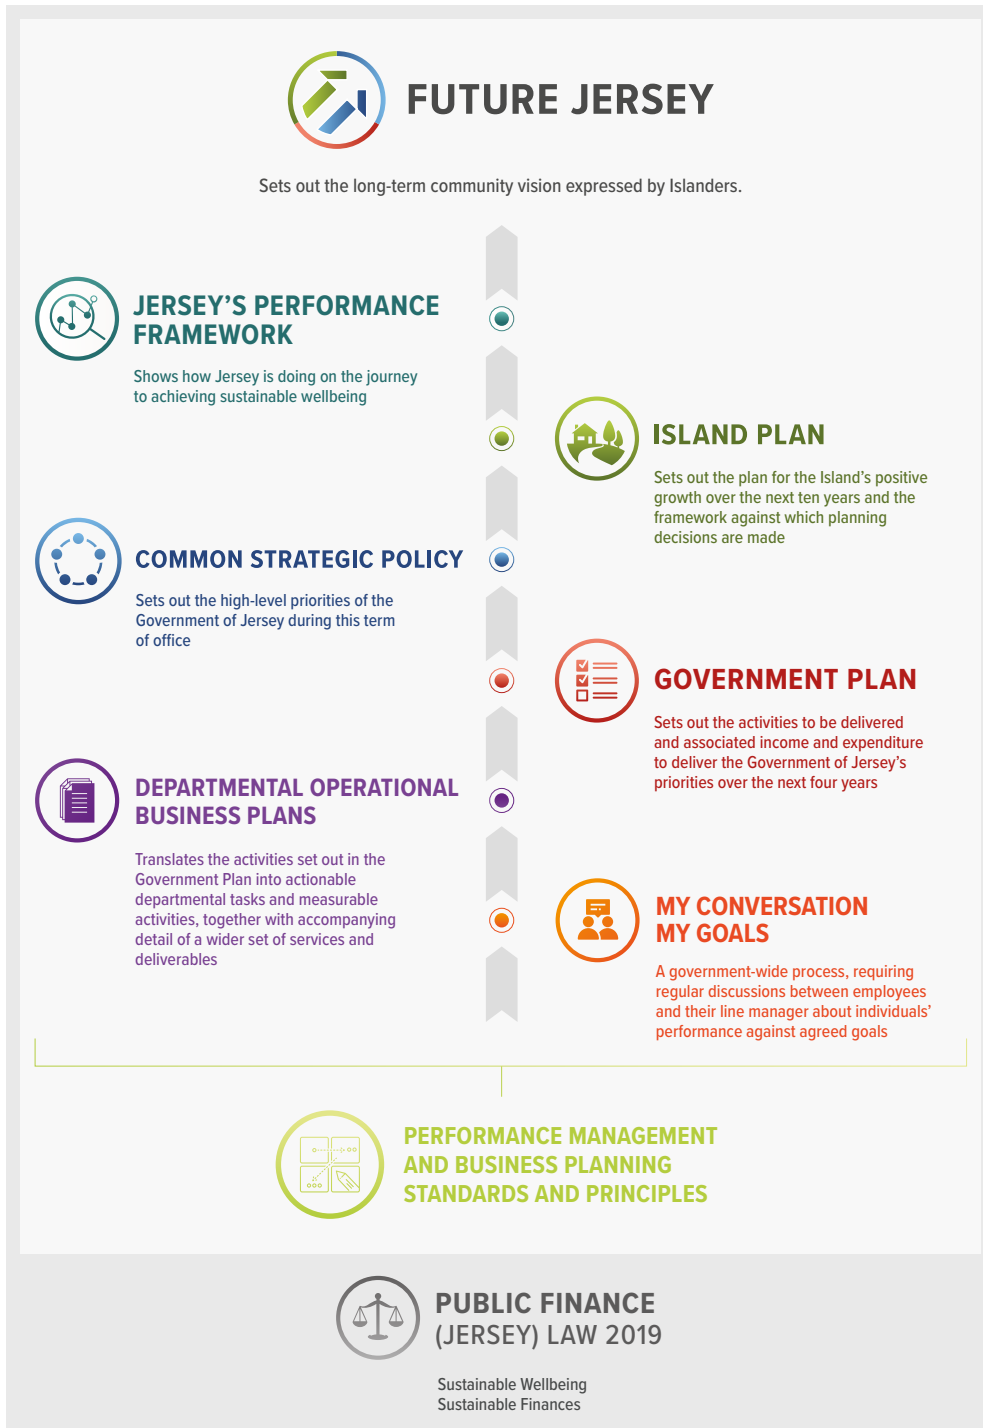 FUTURE JERSEY
Sets out the long-term community vision expressed by Islanders.
JERSEY’S PERFORMANCE
FRAMEWORK
Shows how Jersey is doing on the journey
to achieving sustainable wellbeing
ISLAND PLAN
Sets out the plan for the Island’s positive
growth over the next ten years and the
framework against which planning
decisions are made
COMMON STRATEGIC POLICY
Sets out the high-level priorities of the
Government of Jersey during this term
of office
GOVERNMENT PLAN
Sets out the activities to be delivered
and associated income and expenditure
to deliver the Government of Jersey’s
priorities over the next four years
DEPARTMENTAL OPERATIONAL
BUSINESS PLANS
Translates the activities set out in the
Government Plan into actionable
departmental tasks and measurable
activities, together with accompanying
detail of a wider set of services and
deliverables
MY CONVERSATION
MY GOALS
A government-wide process, requiring
regular discussions between employees
and their line manager about individuals’
performance against agreed goals
PERFORMANCE MANAGEMENT
AND BUSINESS PLANNING
STANDARDS AND PRINCIPLES
PUBLIC FINANCE
(JERSEY) LAW 2019
Sustainable Wellbeing
Sustainable Finances